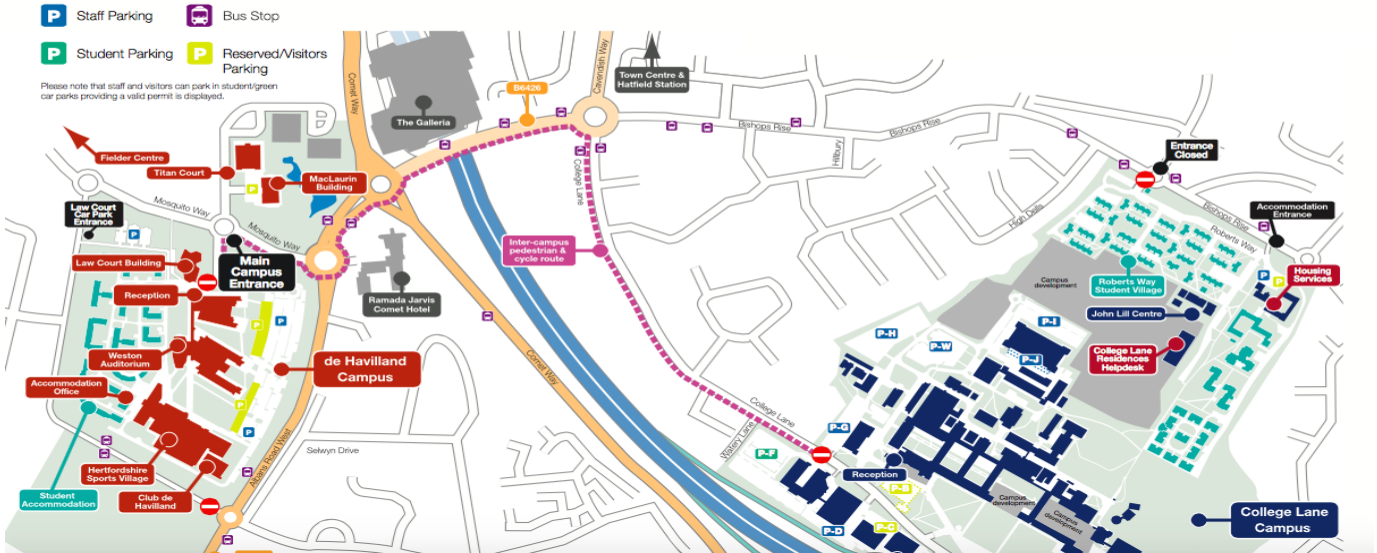 P Staff Parking
Bus Stop
P Student Parking
P Reserved/Visitors
Parking
Please note that staff and visitors can park in student/green
car parks providing a valid permit is displayed.
Comet Way
The Galleria
B6426
Cavendish Way
Town Centre &
Hatfield Station
Bishops Rise
Bishops Rise
Hillbury
Entrance
Closed
Fielder Centre
Titan Court
MacLaurin
Building
P
College Lane
High Dells
Bishops Rise
Accommodation
Entrance
Roberts Way
Law Court
Car Park
Entrance
Mosquito Way
Mosquito Way
P
Main
Campus
Entrance
Law Court Building
Reception
Inter-campus
pedestrian &
cycle route
Ramada Jarvis
Comet Hotel
Campus
development
Roberts Way
Student Village
P
P
Housing
Services
John Lill Centre
P
P
P-H
P-W
P-I
P-J
College Lane
Residences
Helpdesk
Weston
Auditorium
de Havilland
Campus
Comet Way
Accommodation
Office
P
P
College Lane
Watery Lane
P-G
P-F
Selwyn Drive
Albans Road West
Hertfordshire
Sports Village
Club de
Havilland
Student
Accommodation
Reception
P-B
P-C
P-D
Campus
development
Campus
development
College Lane
Campus